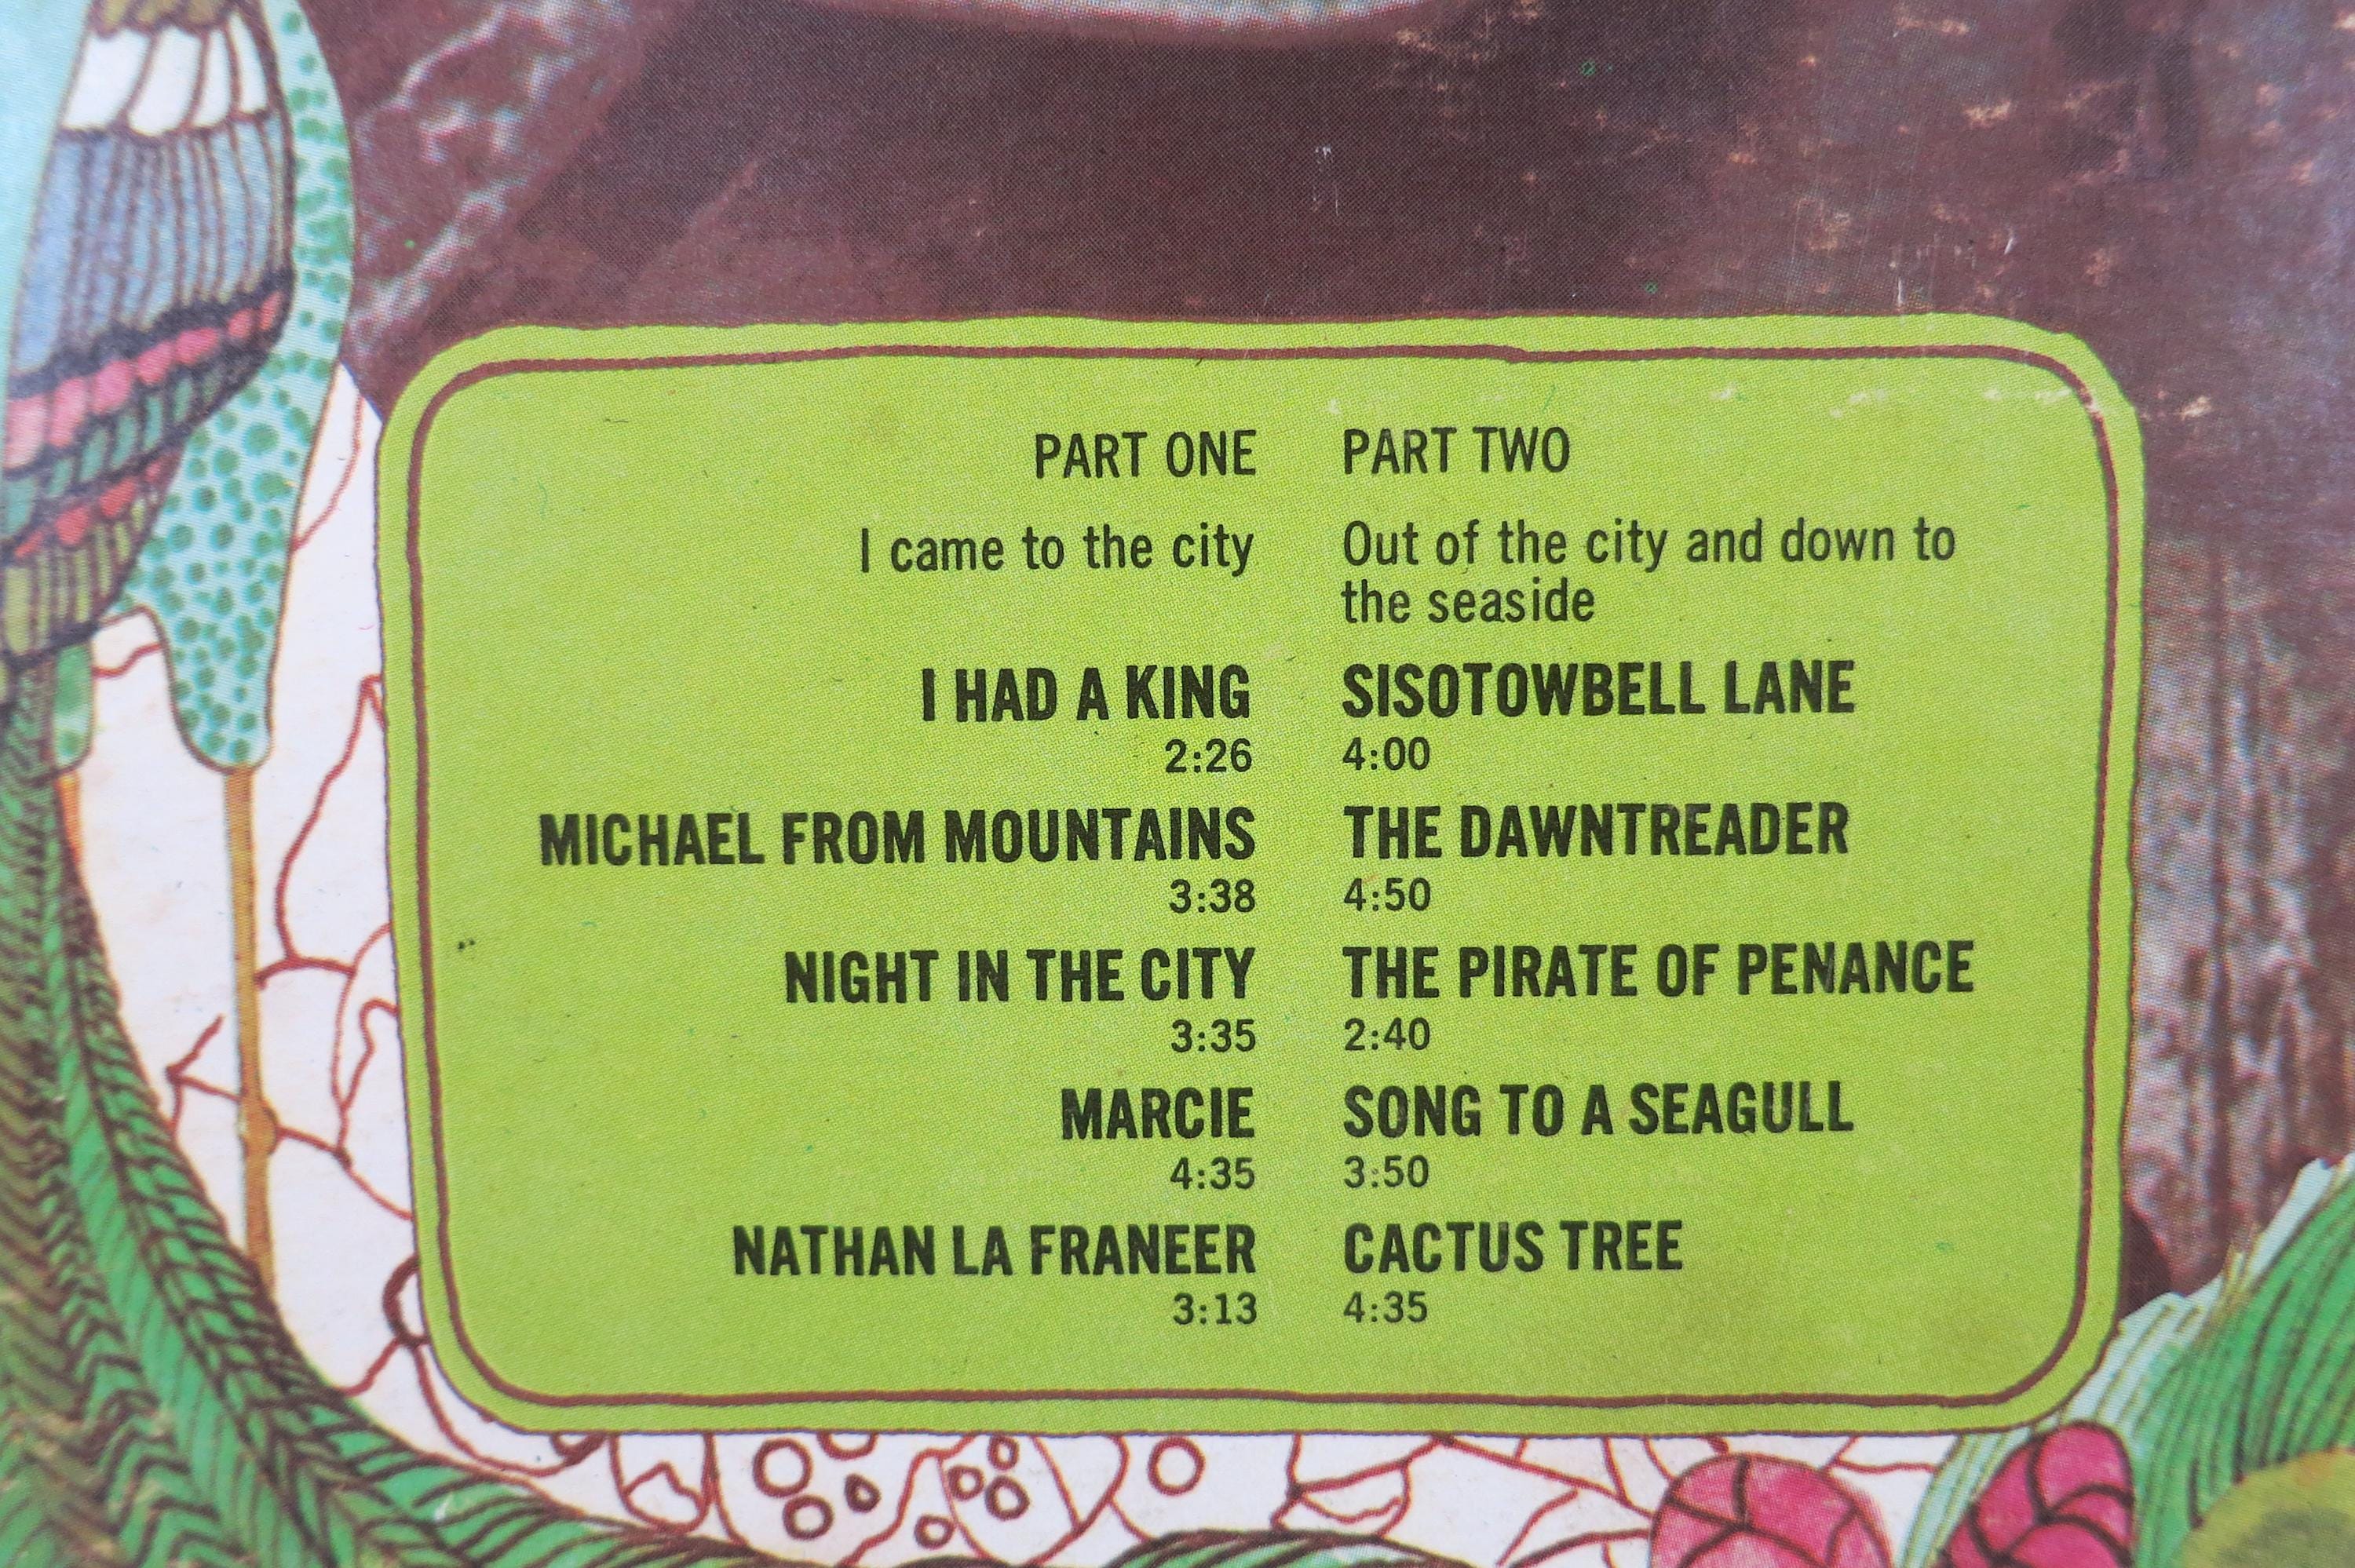 PART ONE
I came to the city
I HAD A KING
2:26
MICHAEL FROM MOUNTAINS
3:38
NIGHT IN THE CITY
3:35
MARCIE
4:35
NATHAN LA FRANEER
3:13
PART TWO
Out of the city and down to
the seaside
SISOTOWBELL LANE
4:00
THE DAWNTREADER
4:50
THE PIRATE OF PENANCE
2:40
SONG TO A SEAGULL
3:50
CACTUS TREE
4:35